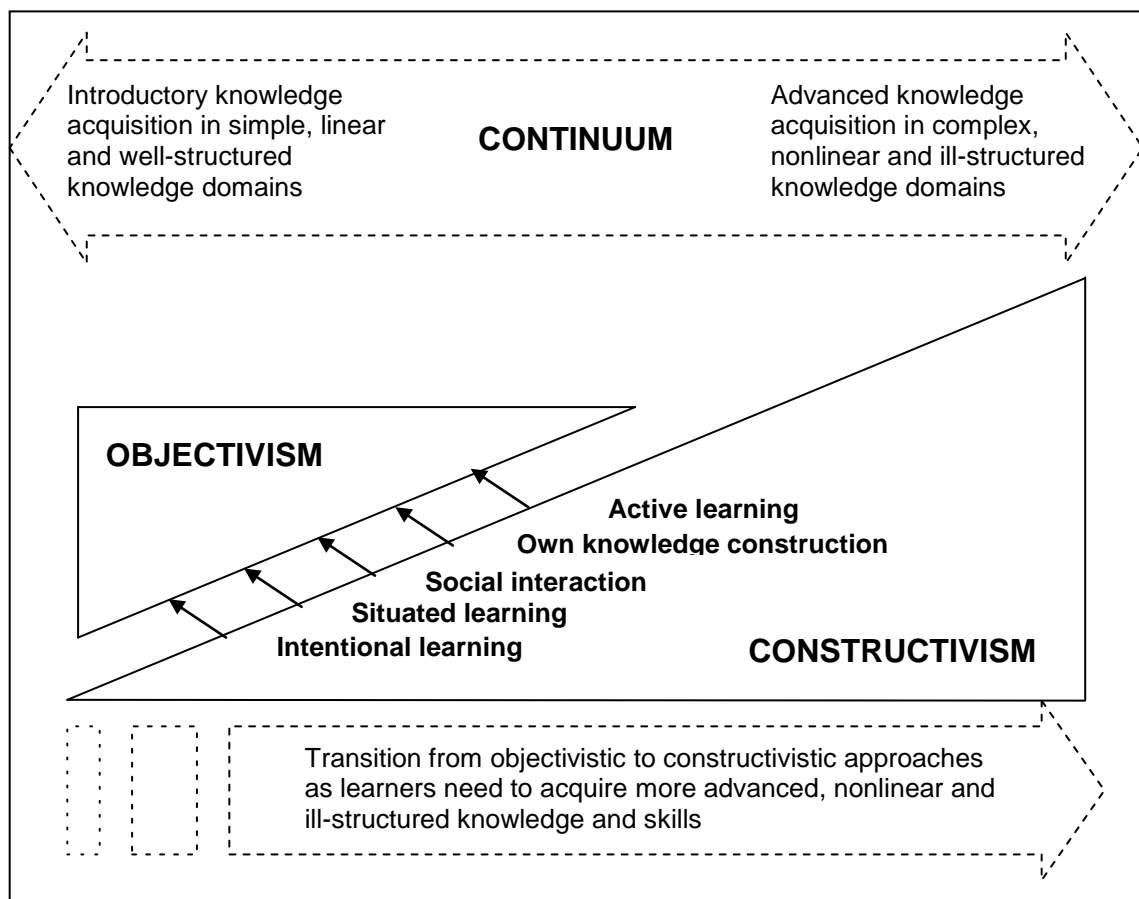 Introductory knowledge
acquisition in simple, linear
and well-structured
knowledge domains
CONTINUUM
Advanced knowledge
acquisition in complex,
nonlinear and ill-structured
knowledge domains
OBJECTIVISM
Active learning
Own knowledge construction
Social interaction
Situated learning
Intentional learning
CONSTRUCTIVISM
Transition from objectivistic to constructivistic approaches
as learners need to acquire more advanced, nonlinear and
ill-structured knowledge and skills